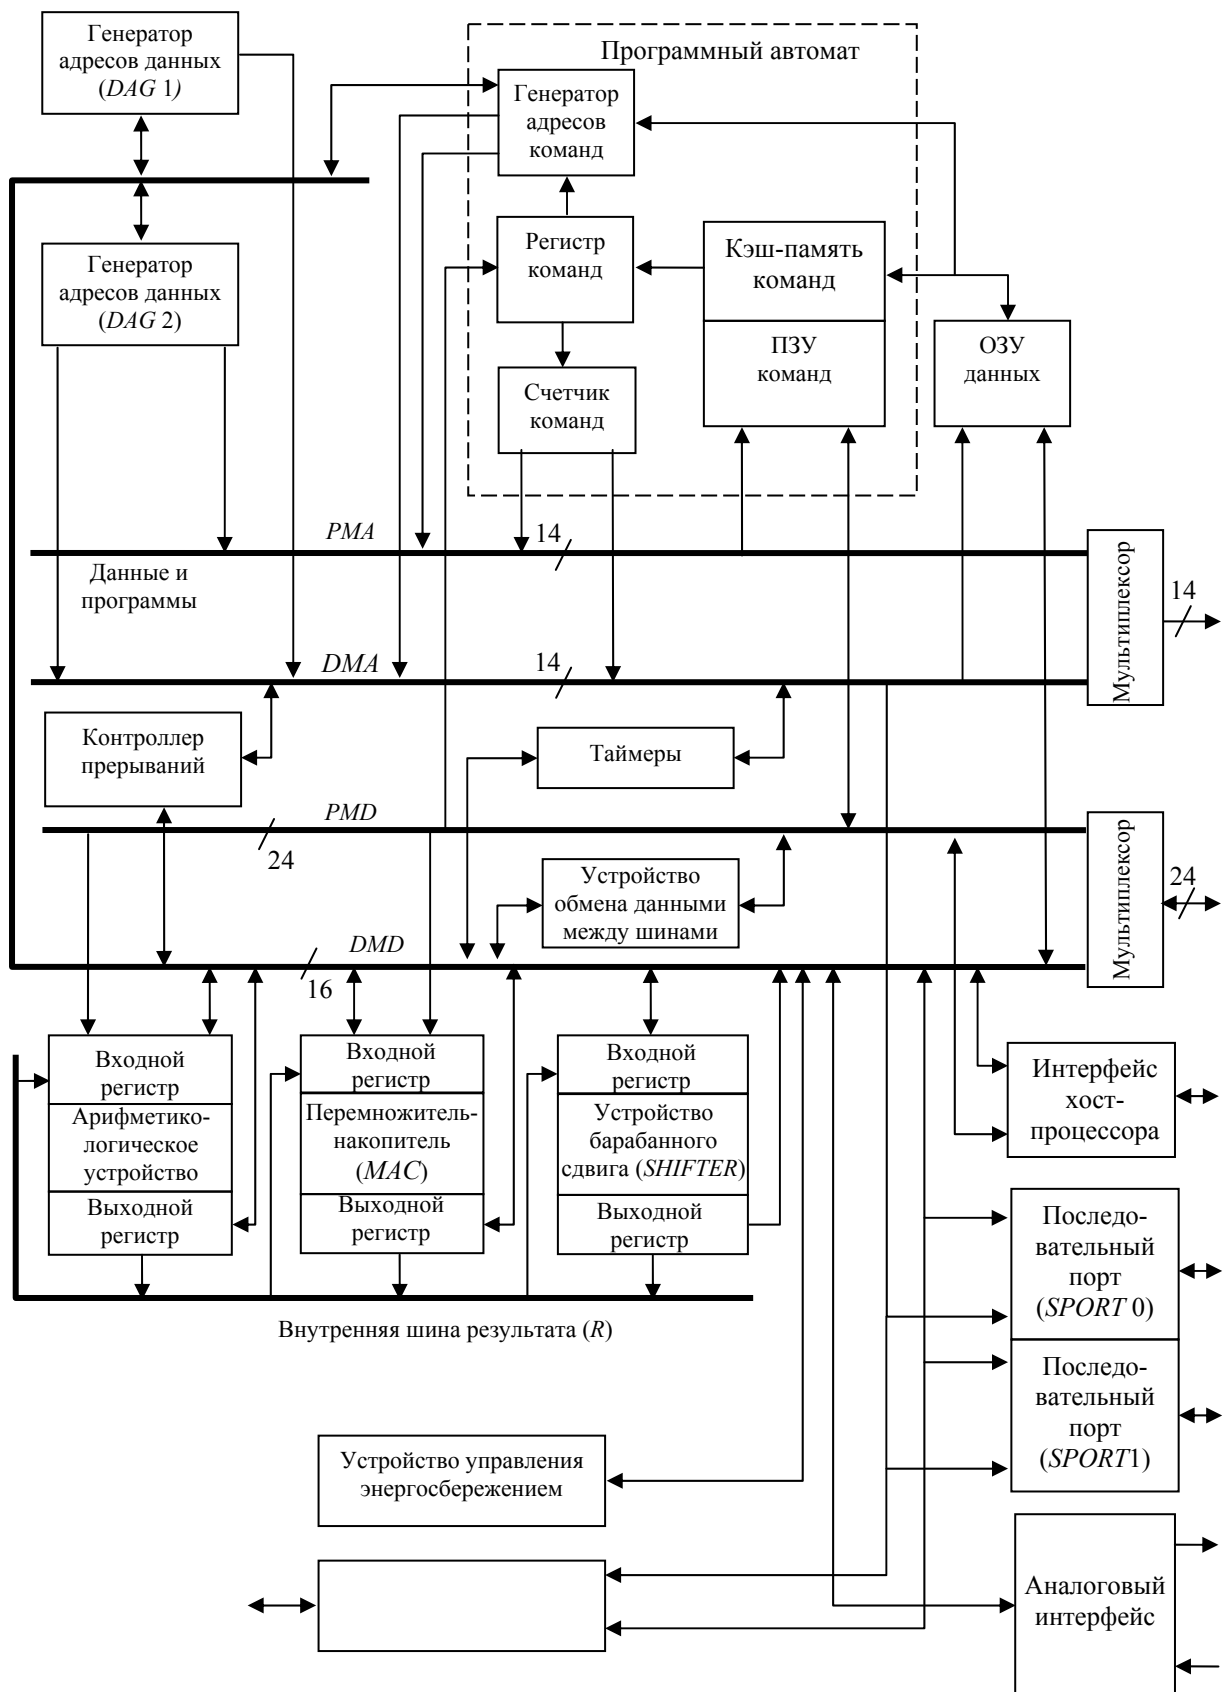 Генератор
адресов данных
(DAG 1)
Программный автомат
Генератор
адресов
команд
Генератор
адресов данных
(DAG 2)
Регистр
команд
Кэш-память
команд
ПЗУ
команд
ОЗУ
данных
Счетчик
команд
PMA
14
Данные и
программы
Мультиплексор
14
DMA
14
Контроллер
прерываний
Таймеры
PMD
24
Мультиплексор
24
Устройство
обмена данными
между шинами
DMD
16
Входной
регистр
Арифметико-
логическое
устройство
Выходной
регистр
Входной
регистр
Перемножитель-
накопитель
(MAC)
Выходной
регистр
Входной
регистр
Устройство
барабанного
сдвига (SHIFTER)
Выходной
регистр
Интерфейс
хост-
процессора
Внутренняя шина результата (R)
Последо-
вательный
порт
(SPORT 0)
Последо-
вательный
порт
(SPORT1)
Устройство управления
энергосбережением
Аналоговый
интерфейс